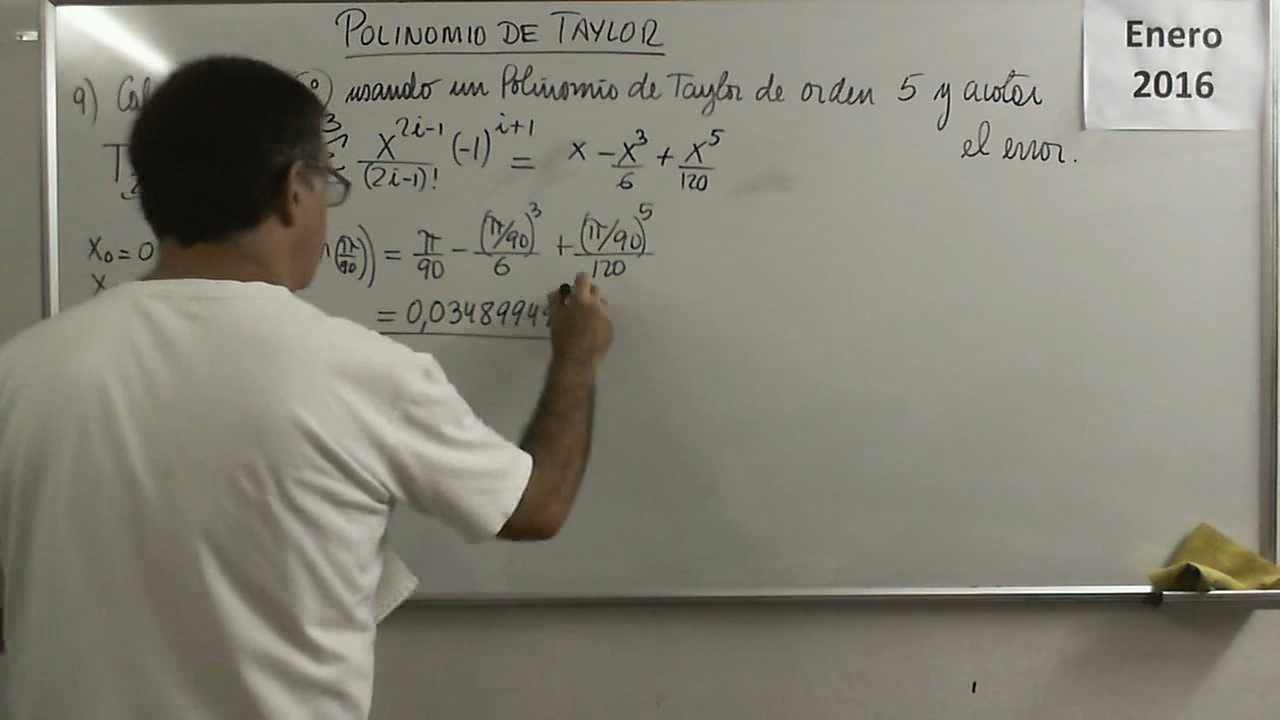 POLINOMIO DE TAYLOR
Enero
2016
9) usando un Polinomio de Taylor de orden 5 y acotar
el error.
3
x^(2i-1)/(2i-1)! (-1)^(i+1) = x - x^3/6 + x^5/120
x₀ = 0
(π/90)) = π/90 - (π/90)^3/6 + (π/90)^5/120
x
= 0,0348994